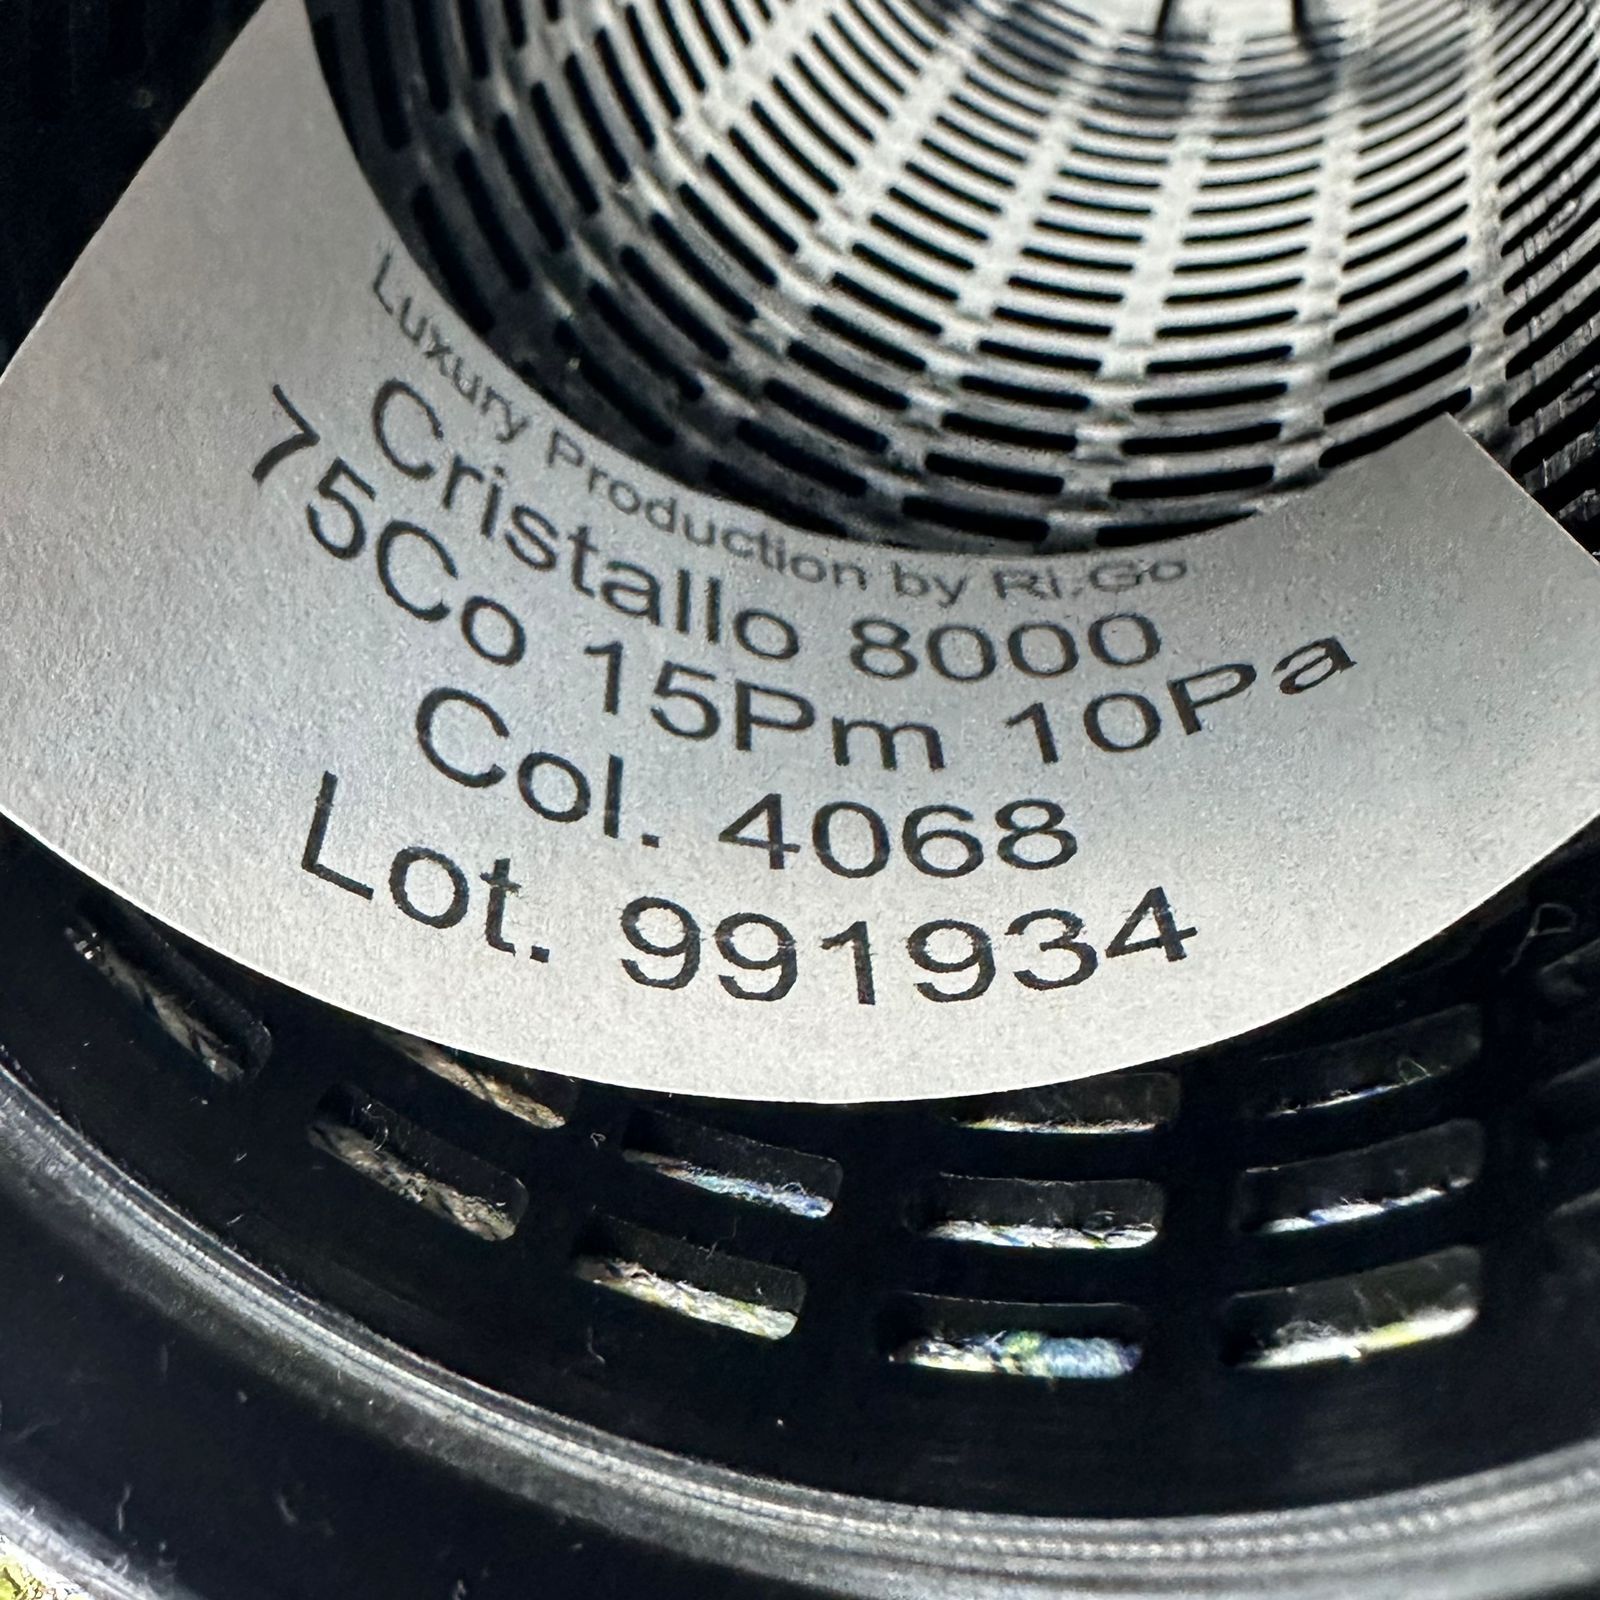 Luxury Production by Ri.Go
Cristallo 8000
75Co 15Pm 10Pa
Col. 4068
Lot. 991934